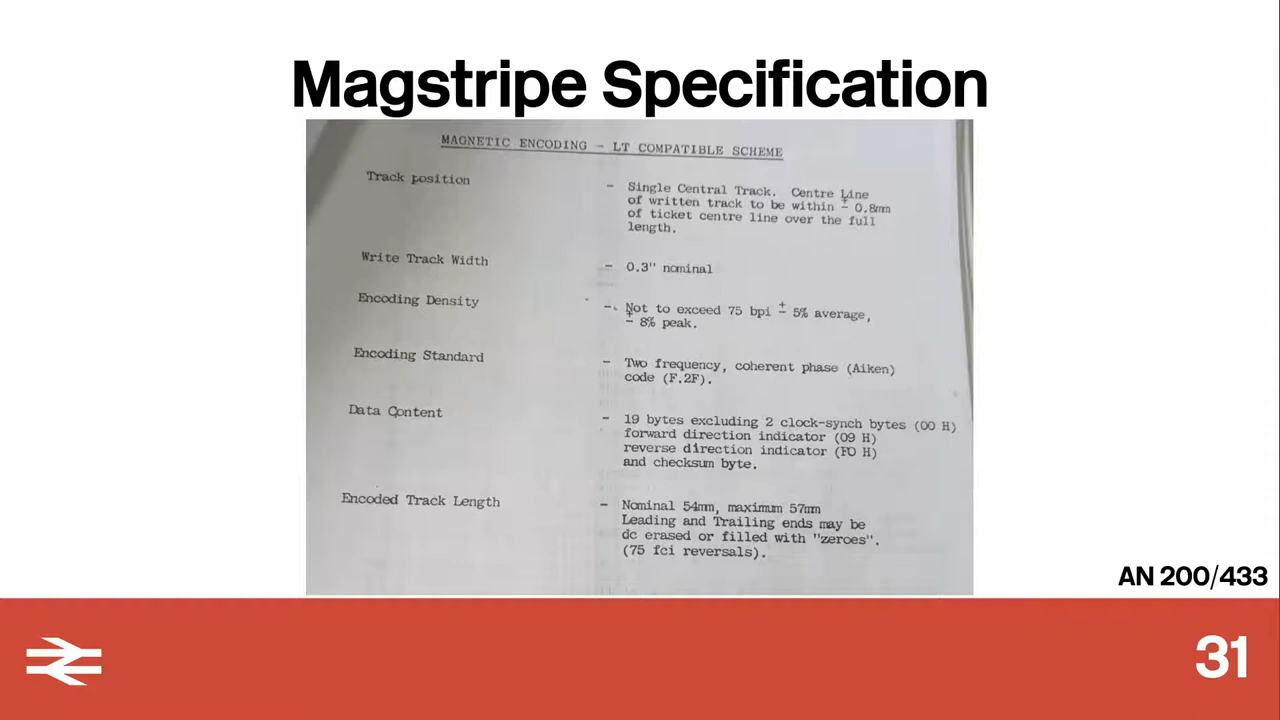 Magstripe Specification
MAGNETIC ENCODING - LT COMPATIBLE SCHEME
Track position
- Single Central Track. Centre Line
of written track to be within ± 0.8mm
of ticket centre line over the full
length.
Write Track Width
- 0.3" nominal
Encoding Density
- Not to exceed 75 bpi ± 5% average,
± 8% peak.
Encoding Standard
- Two frequency, coherent phase (Aiken)
code (F.2F).
Data Content
- 19 bytes excluding 2 clock-synch bytes (00 H)
forward direction indicator (09 H)
reverse direction indicator (F0 H)
and checksum byte.
Encoded Track Length
- Nominal 54mm, maximum 57mm
Leading and Trailing ends may be
dc erased or filled with "zeroes".
(75 fci reversals).
AN 200/433
31